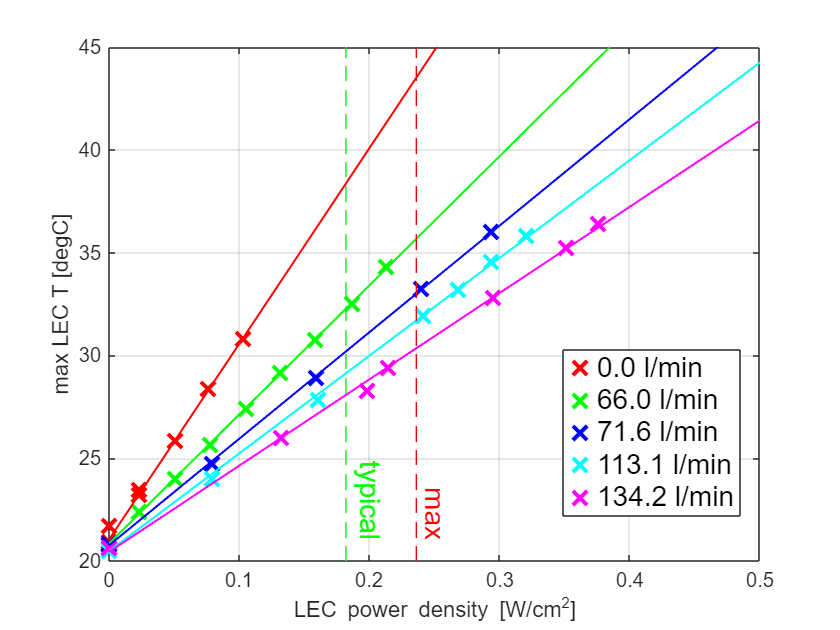 45
40
35
30
25
20
0
0.1
0.2
0.3
0.4
0.5
max LEC T [degC]
LEC power density [W/cm²]
typical
max
0.0 l/min
66.0 l/min
71.6 l/min
113.1 l/min
134.2 l/min